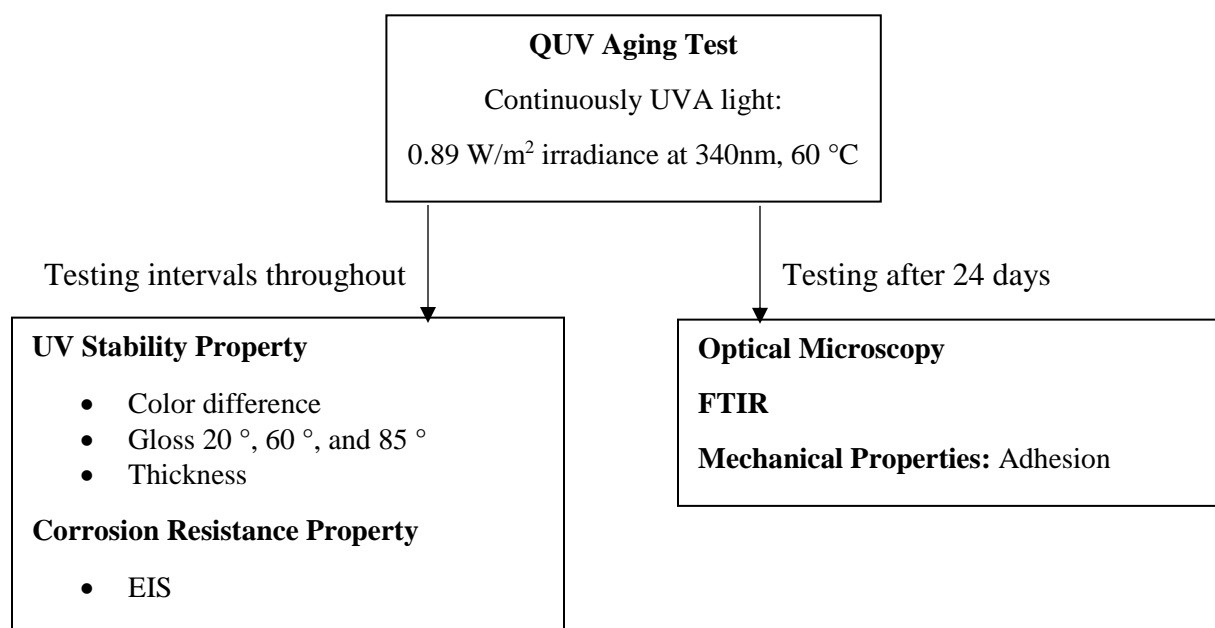 QUV Aging Test
Continuously UVA light:
0.89 W/m² irradiance at 340nm, 60 °C
Testing intervals throughout
Testing after 24 days
UV Stability Property
• Color difference
• Gloss 20 °, 60 °, and 85 °
• Thickness
Corrosion Resistance Property
• EIS
Optical Microscopy
FTIR
Mechanical Properties: Adhesion